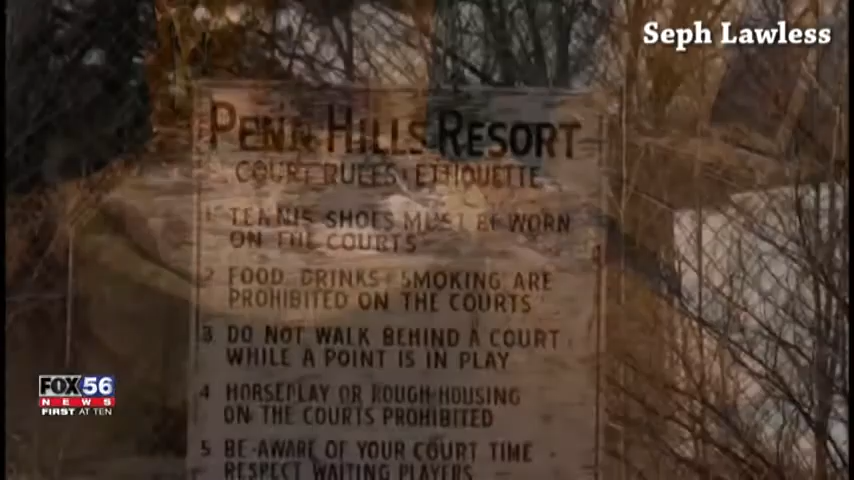 Seph Lawless
PENN HILLS RESORT
COURT RULES & ETIQUETTE
1 TENNIS SHOES MUST BE WORN
ON THE COURTS
2 FOOD, DRINKS & SMOKING ARE
PROHIBITED ON THE COURTS
3 DO NOT WALK BEHIND A COURT
WHILE A POINT IS IN PLAY
4 HORSEPLAY OR ROUGH-HOUSING
ON THE COURTS PROHIBITED
5 BE-AWARE OF YOUR COURT TIME
RESPECT WAITING PLAYERS
FOX 56
NEWS
FIRST AT TEN